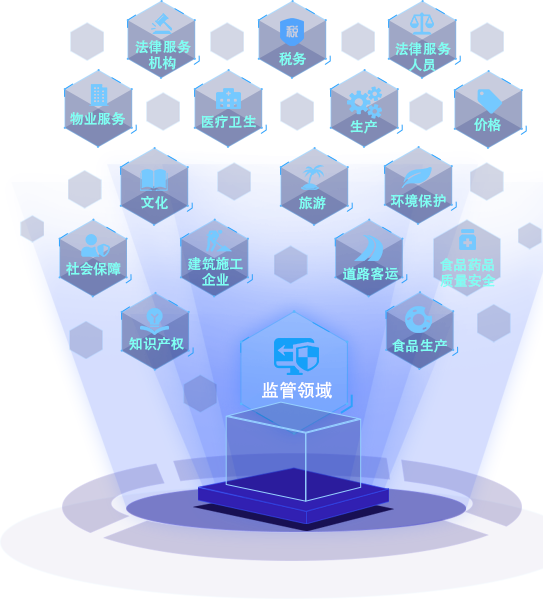 法律服务
机构
税
税务
法律服务
人员
物业服务
医疗卫生
生产
价格
文化
旅游
环境保护
社会保障
建筑施工
企业
道路客运
食品药品
质量安全
知识产权
食品生产
监管领域